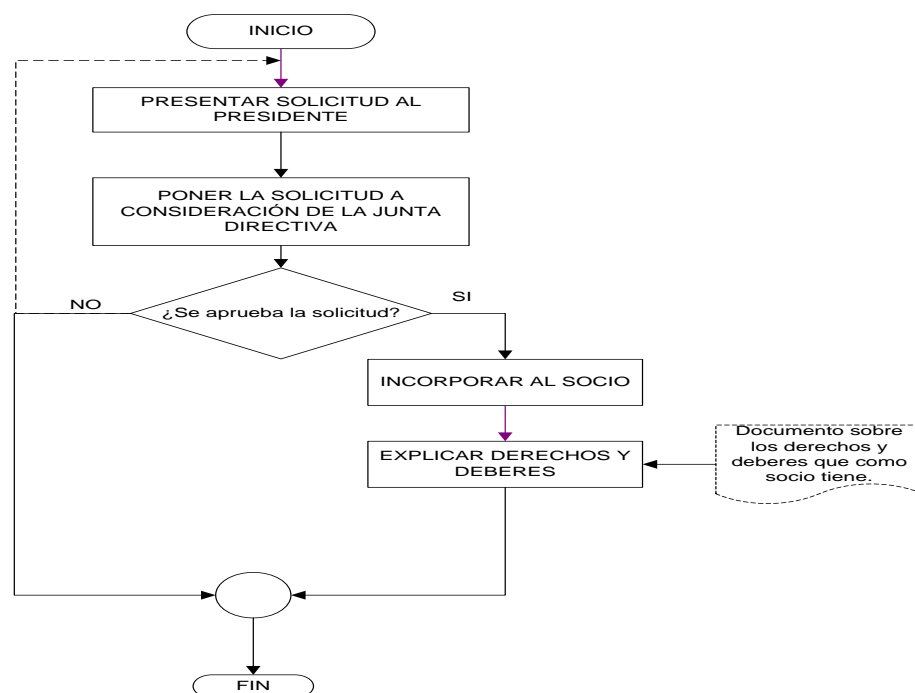 INICIO
PRESENTAR SOLICITUD AL
PRESIDENTE
PONER LA SOLICITUD A
CONSIDERACIÓN DE LA JUNTA
DIRECTIVA
NO
¿Se aprueba la solicitud?
SI
INCORPORAR AL SOCIO
EXPLICAR DERECHOS Y
DEBERES
Documento sobre
los derechos y
deberes que como
socio tiene.
FIN